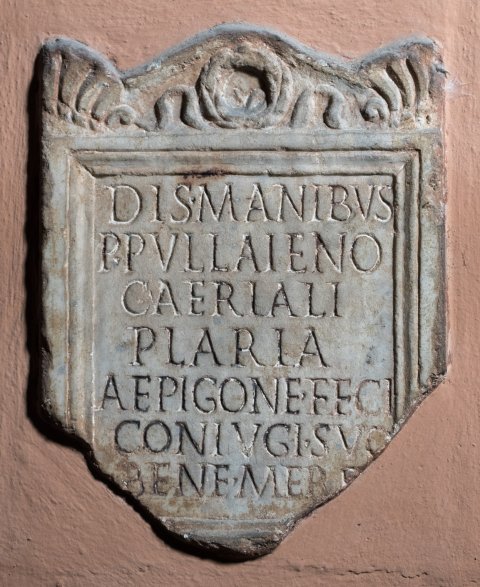 DIS·MANIBVS
P·PVLLAIENO
CAERIALI
PLARIA
AEPIGONE·FECI
CONIVGI·SVO
BENE·MER